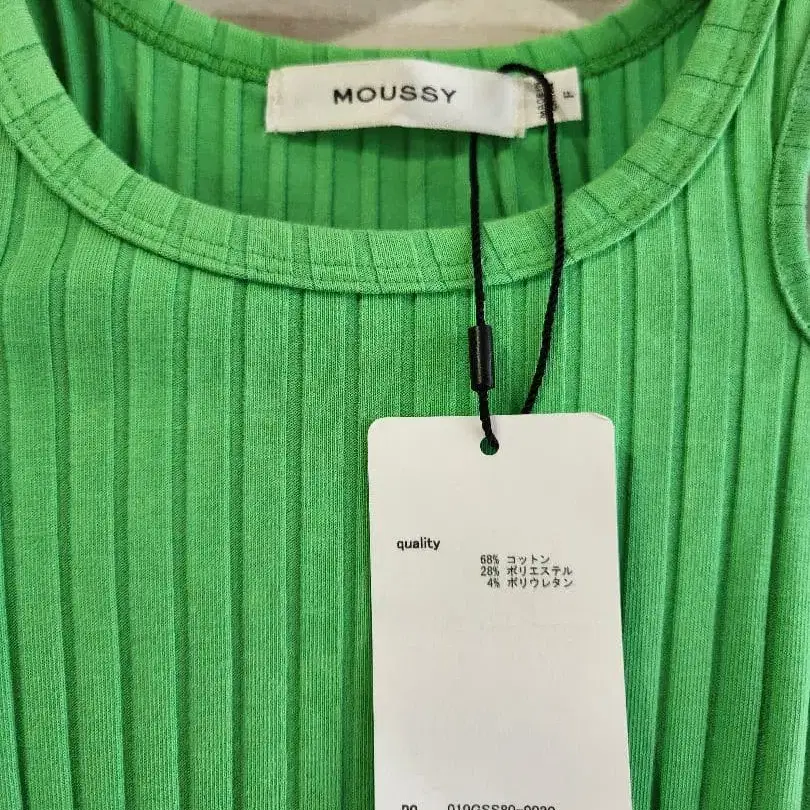 MOUSSY
F
quality
68% コットン
28% ポリエステル
4% ポリウレタン